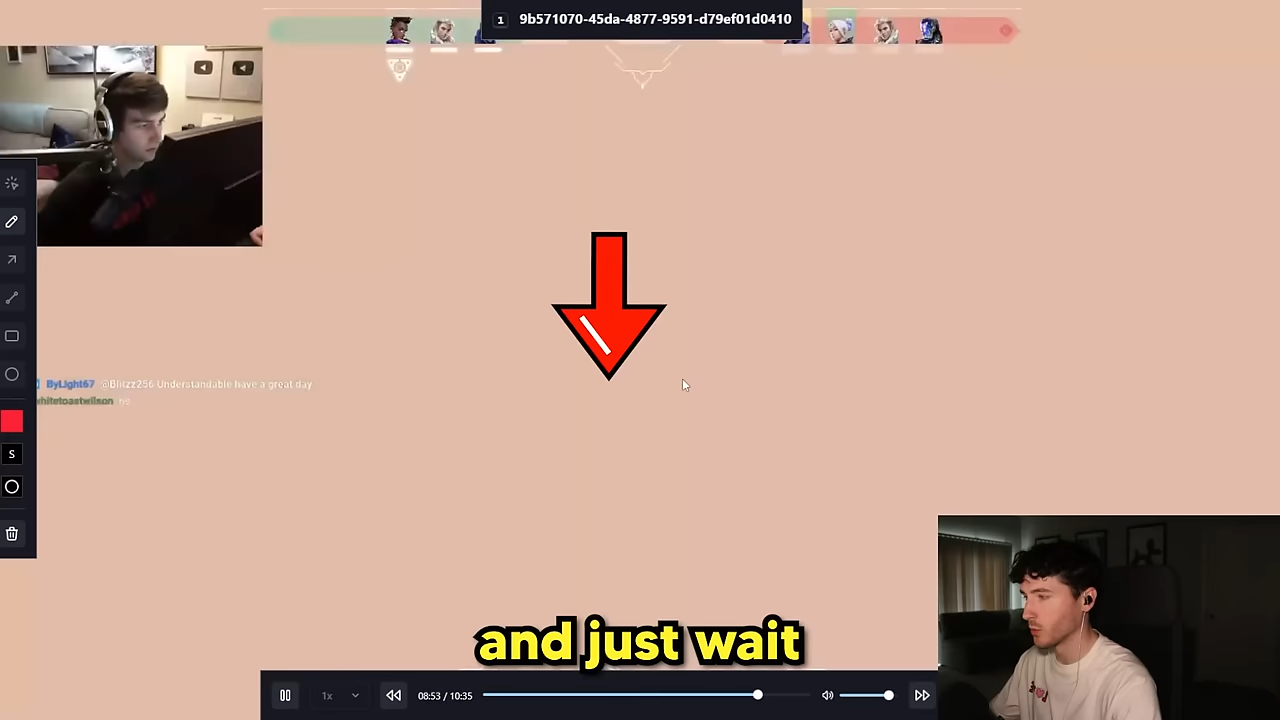 1 9b571070-45da-4877-9591-d79ef01d0410
ByLight67 @Blitzz256 Understandable have a great day
whitetoastwilson no
S
and just wait
1x
08:53 / 10:35